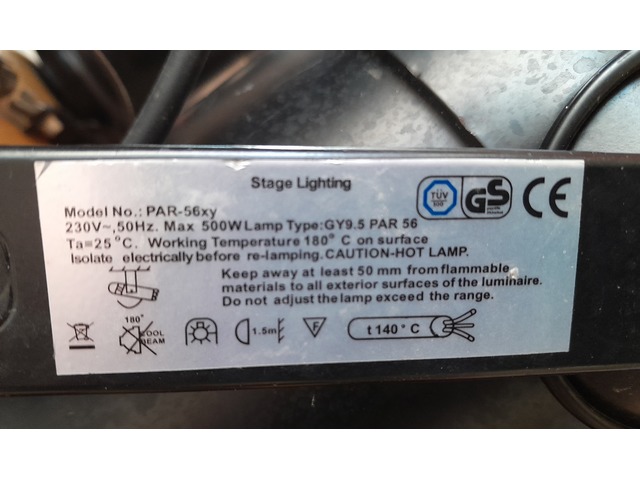 Stage Lighting
Model No.: PAR-56xy
230V~,50Hz. Max 500W Lamp Type:GY9.5 PAR 56
Ta=25°C. Working Temperature 180° C on surface
Isolate electrically before re-lamping.CAUTION-HOT LAMP.
Keep away at least 50 mm from flammable
materials to all exterior surfaces of the luminaire.
Do not adjust the lamp exceed the range.
TÜV
GS
CE
180°
COOL
BEAM
1.5m
F
t 140° C